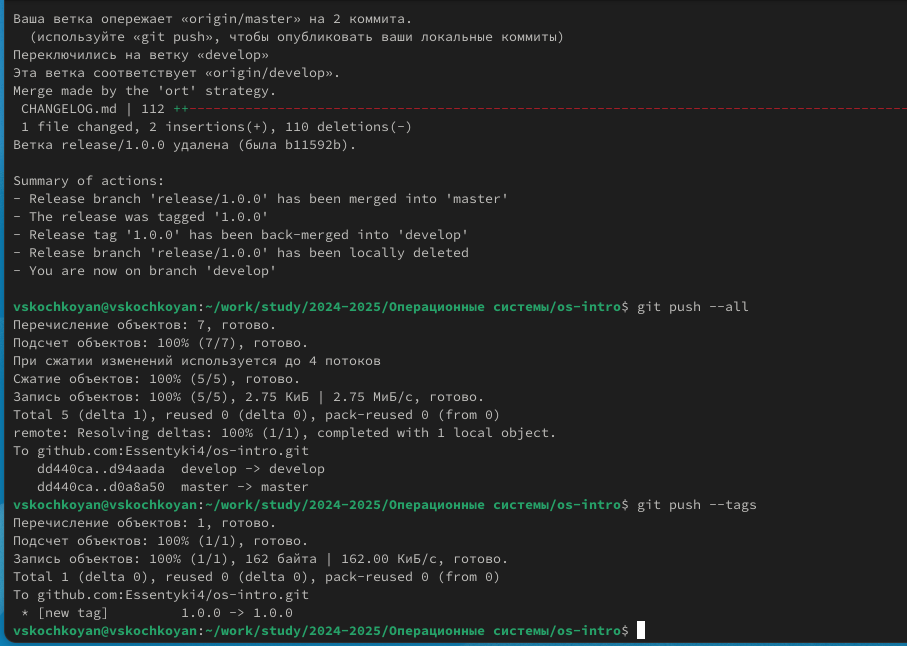 Ваша ветка опережает «origin/master» на 2 коммита.
  (используйте «git push», чтобы опубликовать ваши локальные коммиты)
Переключились на ветку «develop»
Эта ветка соответствует «origin/develop».
Merge made by the 'ort' strategy.
 CHANGELOG.md | 112 ++--------------------------------------------------------------------------------------------
 1 file changed, 2 insertions(+), 110 deletions(-)
Ветка release/1.0.0 удалена (была b11592b).

Summary of actions:
- Release branch 'release/1.0.0' has been merged into 'master'
- The release was tagged '1.0.0'
- Release tag '1.0.0' has been back-merged into 'develop'
- Release branch 'release/1.0.0' has been locally deleted
- You are now on branch 'develop'

vskochkoyan@vskochkoyan:~/work/study/2024-2025/Операционные системы/os-intro$ git push --all
Перечисление объектов: 7, готово.
Подсчет объектов: 100% (7/7), готово.
При сжатии изменений используется до 4 потоков
Сжатие объектов: 100% (5/5), готово.
Запись объектов: 100% (5/5), 2.75 КиБ | 2.75 МиБ/с, готово.
Total 5 (delta 1), reused 0 (delta 0), pack-reused 0 (from 0)
remote: Resolving deltas: 100% (1/1), completed with 1 local object.
To github.com:Essentyki4/os-intro.git
   dd440ca..d94aada  develop -> develop
   dd440ca..d0a8a50  master -> master
vskochkoyan@vskochkoyan:~/work/study/2024-2025/Операционные системы/os-intro$ git push --tags
Перечисление объектов: 1, готово.
Подсчет объектов: 100% (1/1), готово.
Запись объектов: 100% (1/1), 162 байта | 162.00 КиБ/с, готово.
Total 1 (delta 0), reused 0 (delta 0), pack-reused 0 (from 0)
To github.com:Essentyki4/os-intro.git
 * [new tag]         1.0.0 -> 1.0.0
vskochkoyan@vskochkoyan:~/work/study/2024-2025/Операционные системы/os-intro$